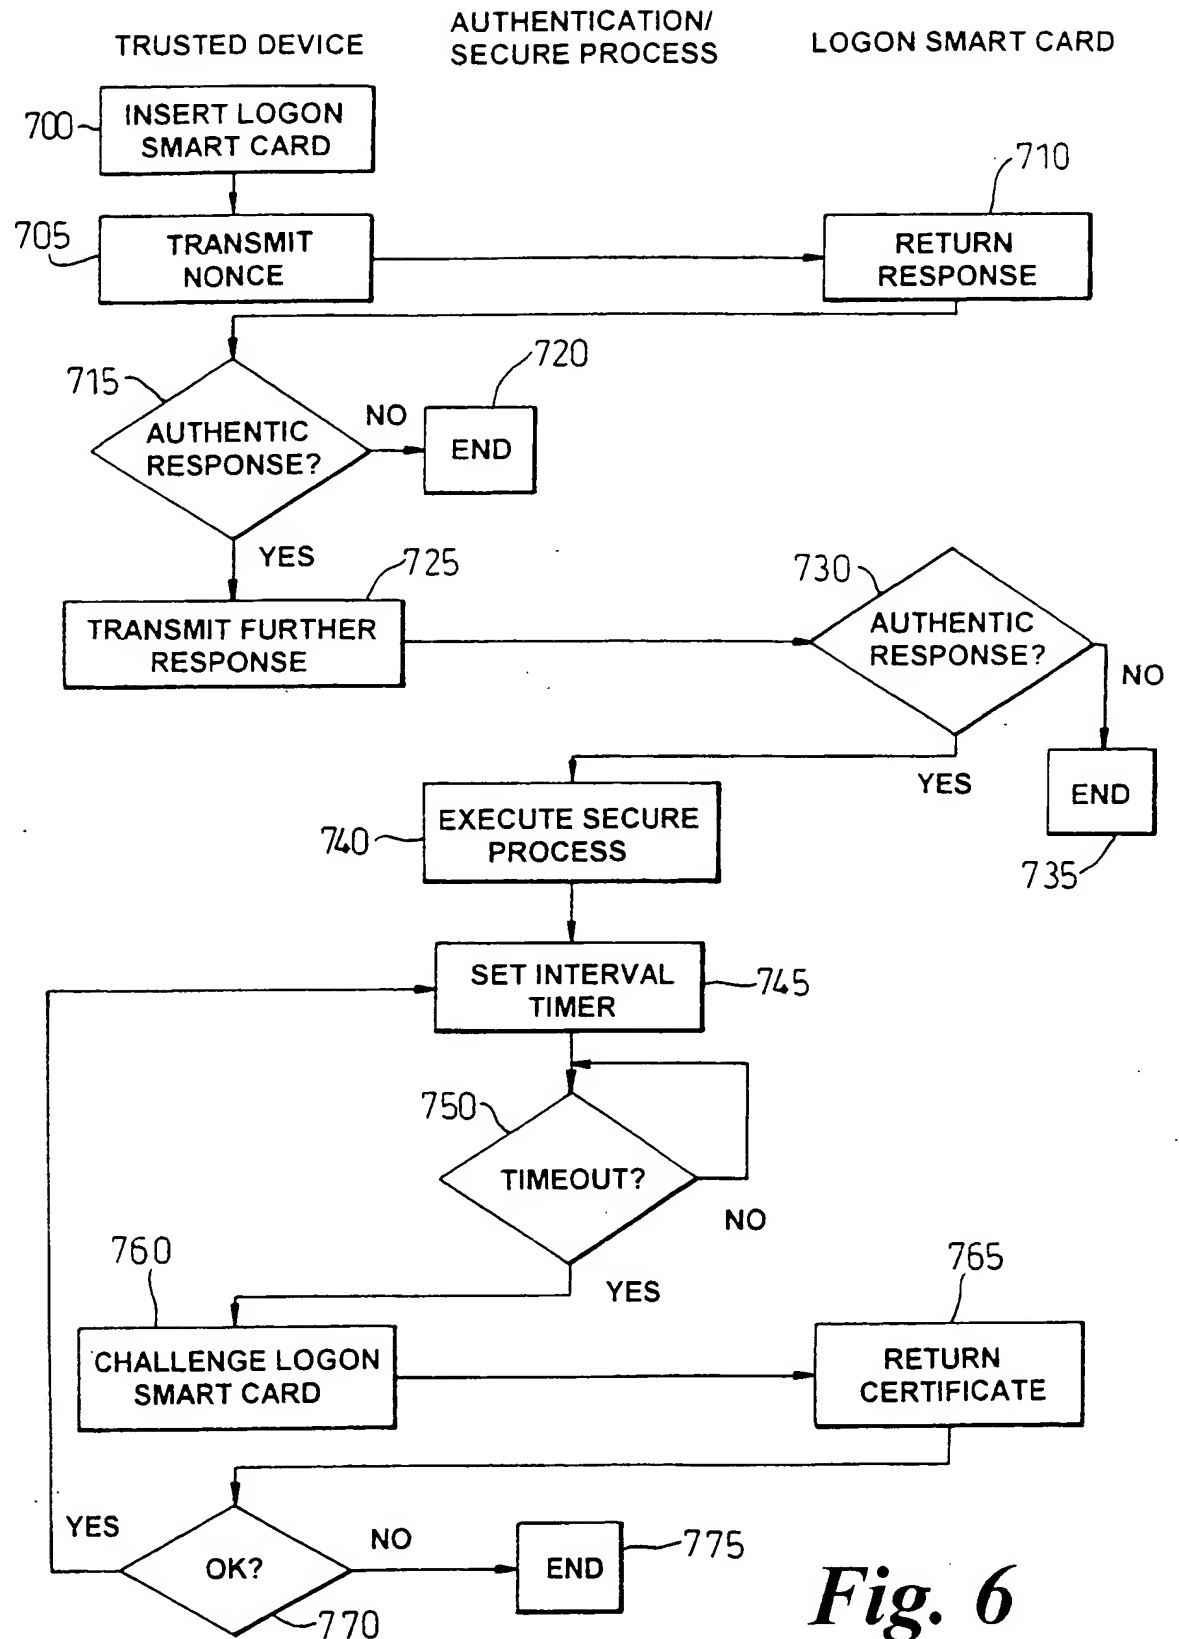 TRUSTED DEVICE
AUTHENTICATION/
SECURE PROCESS
LOGON SMART CARD
700
INSERT LOGON
SMART CARD
705
TRANSMIT
NONCE
710
RETURN
RESPONSE
715
AUTHENTIC
RESPONSE?
NO
720
END
YES
725
TRANSMIT FURTHER
RESPONSE
730
AUTHENTIC
RESPONSE?
NO
YES
END
735
740
EXECUTE SECURE
PROCESS
SET INTERVAL
TIMER
745
750
TIMEOUT?
NO
YES
760
CHALLENGE LOGON
SMART CARD
765
RETURN
CERTIFICATE
YES
OK?
NO
770
END
775
Fig. 6